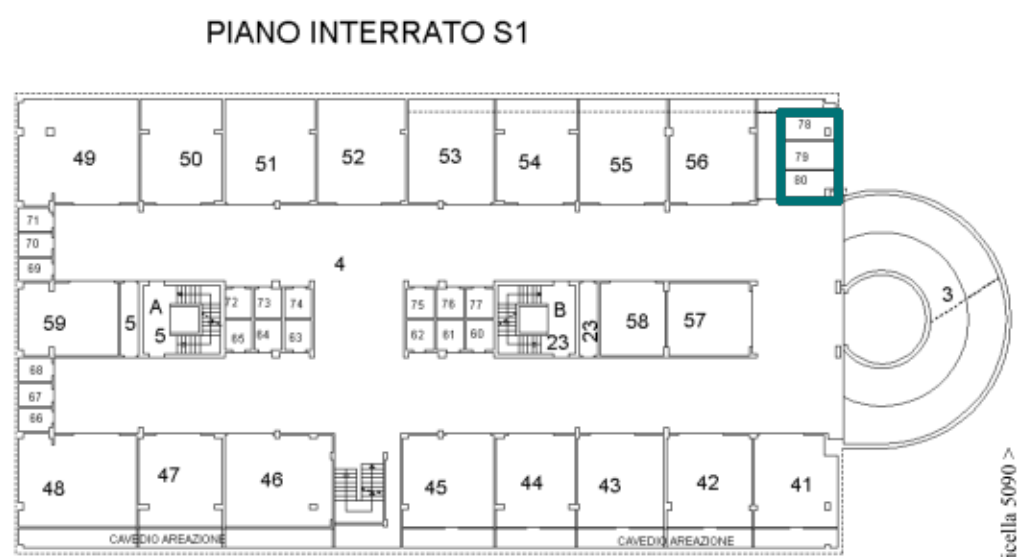 PIANO INTERRATO S1
49 50 51 52 53 54 55 56 78
79
80
71
70
69
4
3
59 5 A 5 72 73 74 75 76 77 B 23 23 58 57
65 64 63 62 61 60
68
67
66
48 47 46 45 44 43 42 41
CAVEDIO AREAZIONE CAVEDIO AREAZIONE
icella 5090 >